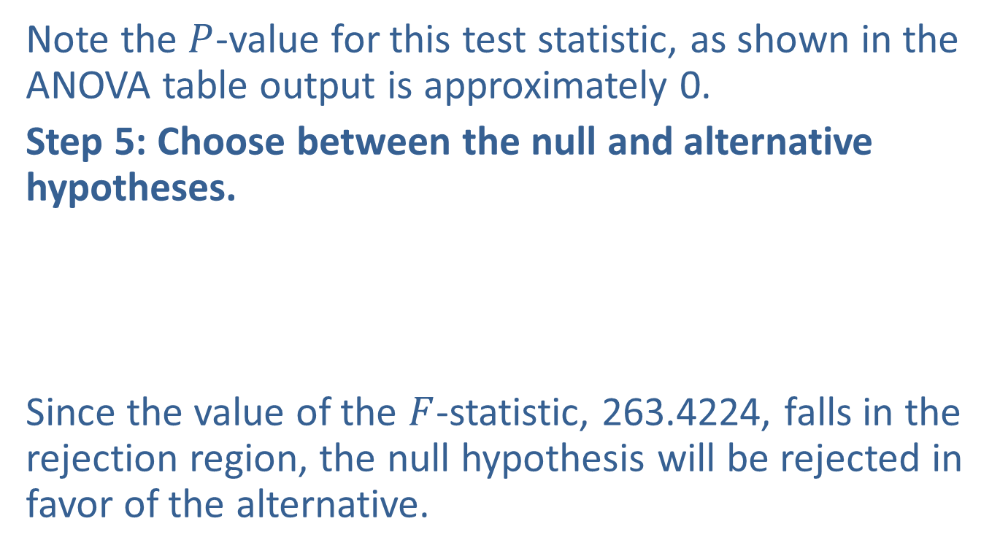 Note the P-value for this test statistic, as shown in the
ANOVA table output is approximately 0.
Step 5: Choose between the null and alternative
hypotheses.
Since the value of the F-statistic, 263.4224, falls in the
rejection region, the null hypothesis will be rejected in
favor of the alternative.